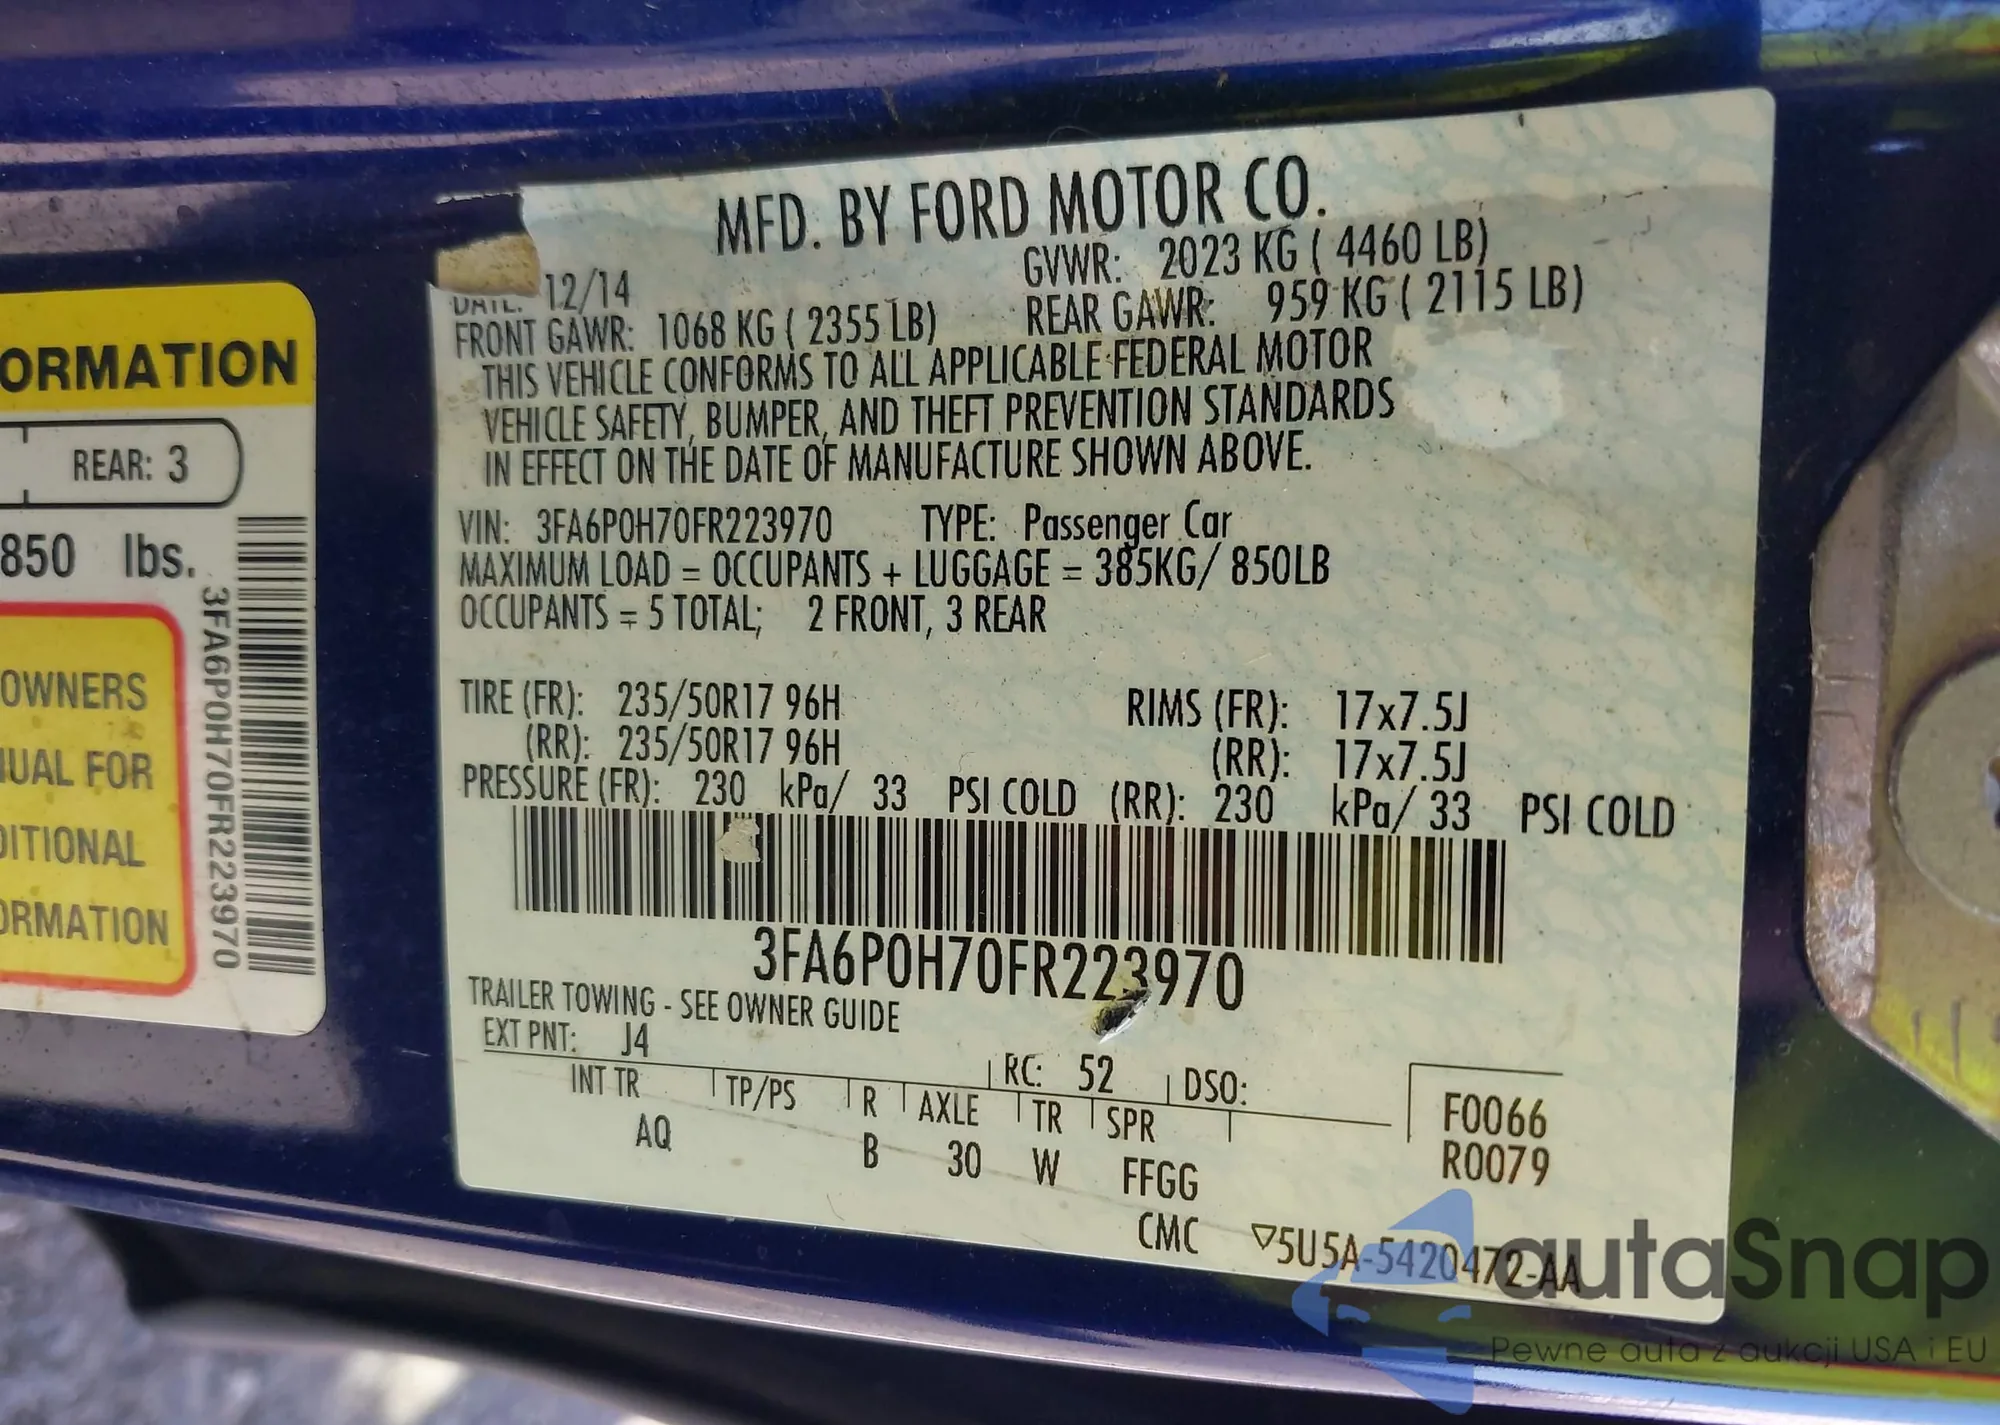 ORMATION
REAR: 3
850 lbs.
OWNERS
UAL FOR
DITIONAL
ORMATION
3FA6P0H70FR223970
MFD. BY FORD MOTOR CO.
DATE: 12/14 GVWR: 2023 KG ( 4460 LB)
FRONT GAWR: 1068 KG ( 2355 LB) REAR GAWR: 959 KG ( 2115 LB)
THIS VEHICLE CONFORMS TO ALL APPLICABLE FEDERAL MOTOR
VEHICLE SAFETY, BUMPER, AND THEFT PREVENTION STANDARDS
IN EFFECT ON THE DATE OF MANUFACTURE SHOWN ABOVE.
VIN: 3FA6P0H70FR223970 TYPE: Passenger Car
MAXIMUM LOAD = OCCUPANTS + LUGGAGE = 385KG/ 850LB
OCCUPANTS = 5 TOTAL; 2 FRONT, 3 REAR
TIRE (FR): 235/50R17 96H RIMS (FR): 17x7.5J
(RR): 235/50R17 96H (RR): 17x7.5J
PRESSURE (FR): 230 kPa/ 33 PSI COLD (RR): 230 kPa/ 33 PSI COLD
3FA6P0H70FR223970
TRAILER TOWING - SEE OWNER GUIDE
EXT PNT: J4 RC: 52 DSO:
INT TR TP/PS R AXLE TR SPR F0066
AQ B 30 W FFGG R0079
CMC ▽5U5A-5420472-AA
autaSnap
Pewne auta z aukcji USA i EU